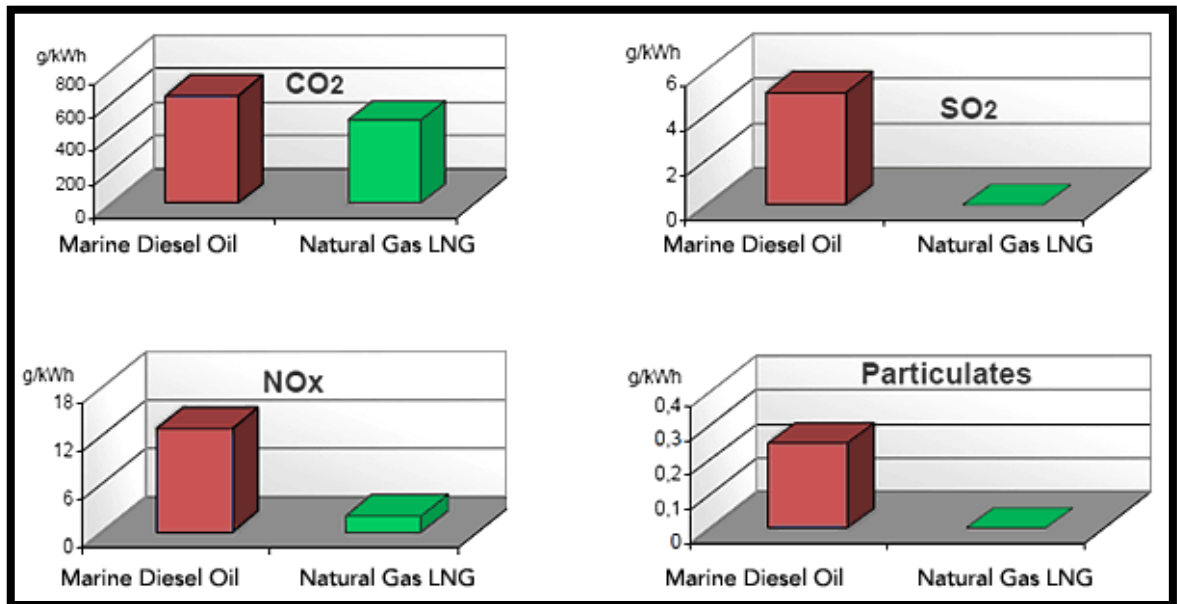 g/kWh
CO2
800
600
400
200
0
Marine Diesel Oil Natural Gas LNG
g/kWh
SO2
6
4
2
0
Marine Diesel Oil Natural Gas LNG
g/kWh
NOx
18
12
6
0
Marine Diesel Oil Natural Gas LNG
g/kWh
Particulates
0,4
0,3
0,2
0,1
0
Marine Diesel Oil Natural Gas LNG